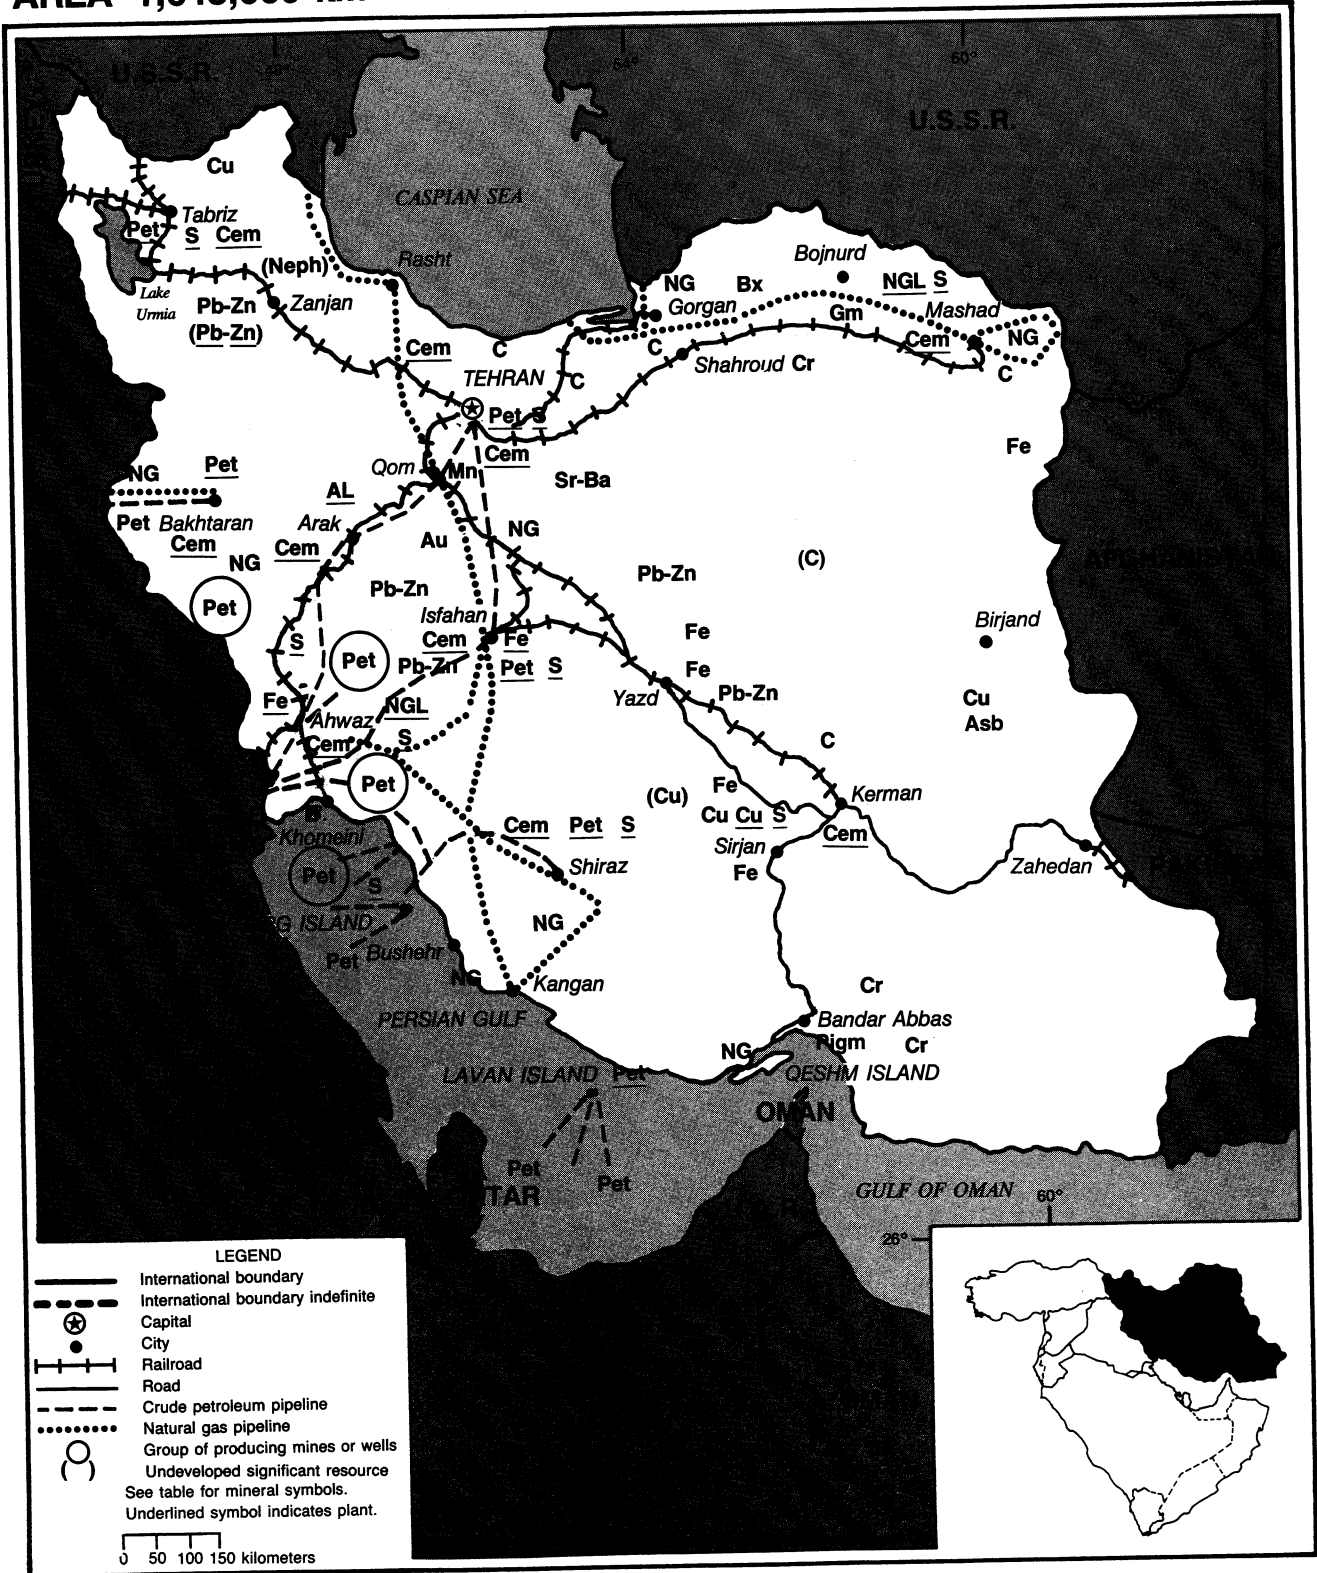 U.S.S.R.
54°
60°
U.S.S.R.
Cu
CASPIAN SEA
Tabriz
Pet
S Cem
Bojnurd
Rasht
(Neph)
NG Bx
NGL S
Lake
Urmia
Pb-Zn
Zanjan
Gorgan
Mashad
(Pb-Zn)
Gm
Cem
NG
Cem
C
C
Shahroud Cr
C
TEHRAN
C
Pet S
Cem
Fe
Qom
Mn
NG
Pet
Sr-Ba
AL
Pet Bakhtaran
Arak
Au
NG
Cem
Cem
NG
(C)
Pb-Zn
Pb-Zn
Pet
Isfahan
Birjand
Cem
Fe
Fe
S
Pet
Pb-Zn
Pet S
Fe
Yazd
Pb-Zn
Fe
NGL
Cu
Asb
Ahwaz
Cem
S
C
Pet
Fe
(Cu)
Kerman
Cu Cu S
B.
Khomeini
Cem Pet S
Cem
Sirjan
Shiraz
Zahedan
Pet
S
Fe
G ISLAND
NG
Pet Bushehr
NG
Kangan
Cr
PERSIAN GULF
Bandar Abbas
Pigm
Cr
NG
LAVAN ISLAND Pet
QESHM ISLAND
OMAN
Pet
Pet
TAR
GULF OF OMAN
60°
26°
LEGEND
International boundary
International boundary indefinite
Capital
City
Railroad
Road
Crude petroleum pipeline
Natural gas pipeline
Group of producing mines or wells
Undeveloped significant resource
See table for mineral symbols.
Underlined symbol indicates plant.
0 50 100 150 kilometers